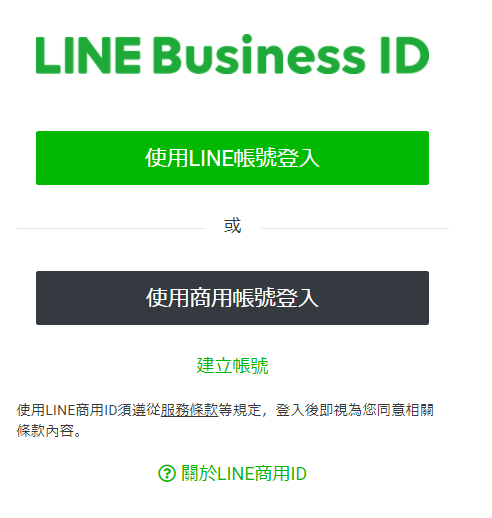 LINE Business ID
使用LINE帳號登入
或
使用商用帳號登入
建立帳號
使用LINE商用ID須遵從服務條款等規定，登入後即視為您同意相關
條款內容。
關於LINE商用ID